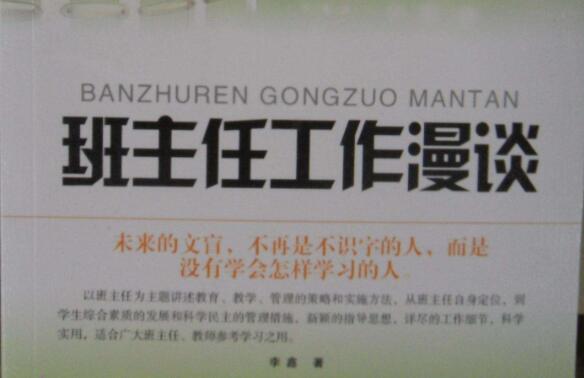 BANZHUREN GONGZUO MANTAN
班主任工作漫谈
未来的文盲，不再是不识字的人，而是
没有学会怎样学习的人。
以班主任为主题讲述教育、教学、管理的策略和实施方法，从班主任自身定位，到
学生综合素质的发展和科学民主的管理措施，新颖的指导思想，详尽的工作细节，科学
实用，适合广大班主任、教师参考学习之用。
李鑫 著